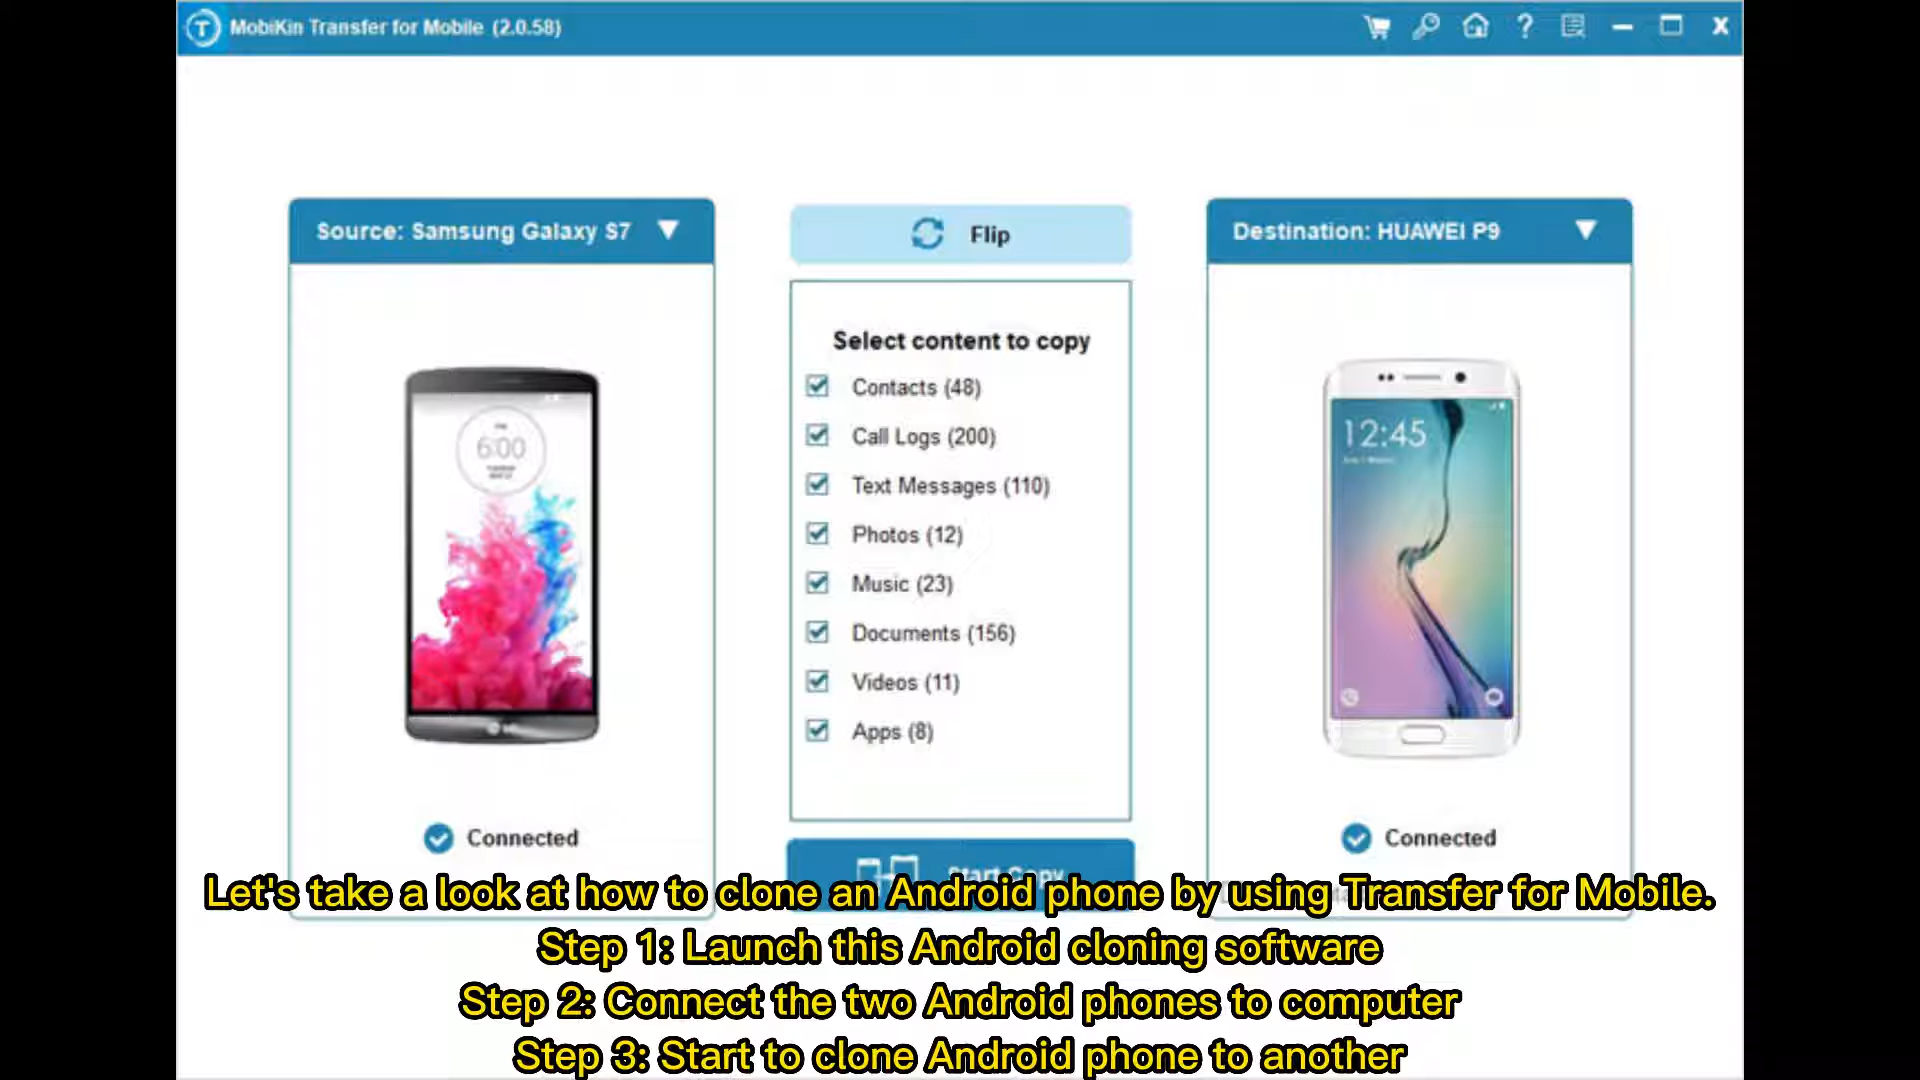 MobiKin Transfer for Mobile (2.0.58)
Source: Samsung Galaxy S7
Flip
Destination: HUAWEI P9
Select content to copy
Contacts (48)
Call Logs (200)
Text Messages (110)
Photos (12)
Music (23)
Documents (156)
Videos (11)
Apps (8)
6:00
12:45
Connected
Connected
Start Copy
Let's take a look at how to clone an Android phone by using Transfer for Mobile.
Step 1: Launch this Android cloning software
Step 2: Connect the two Android phones to computer
Step 3: Start to clone Android phone to another